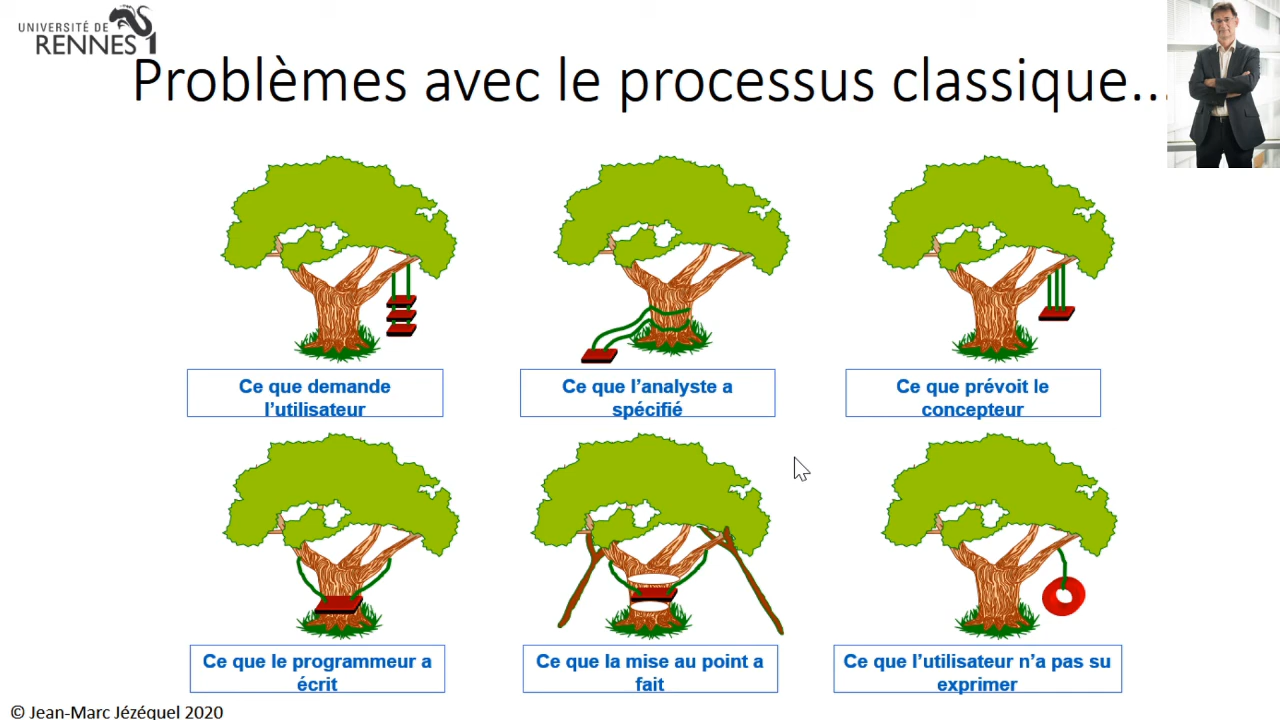 UNIVERSITÉ DE
RENNES 1
Problèmes avec le processus classique...
Ce que demande
l'utilisateur
Ce que l'analyste a
spécifié
Ce que prévoit le
concepteur
Ce que le programmeur a
écrit
Ce que la mise au point a
fait
Ce que l'utilisateur n'a pas su
exprimer
© Jean-Marc Jézéquel 2020